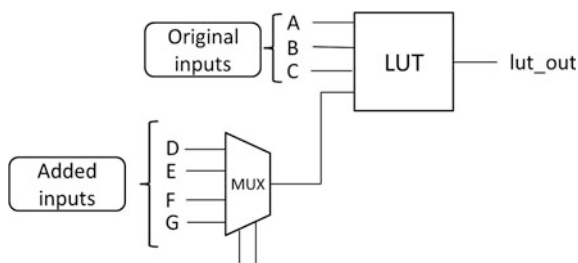 Original
inputs
A
B
C
LUT
lut_out
Added
inputs
D
E
F
G
MUX